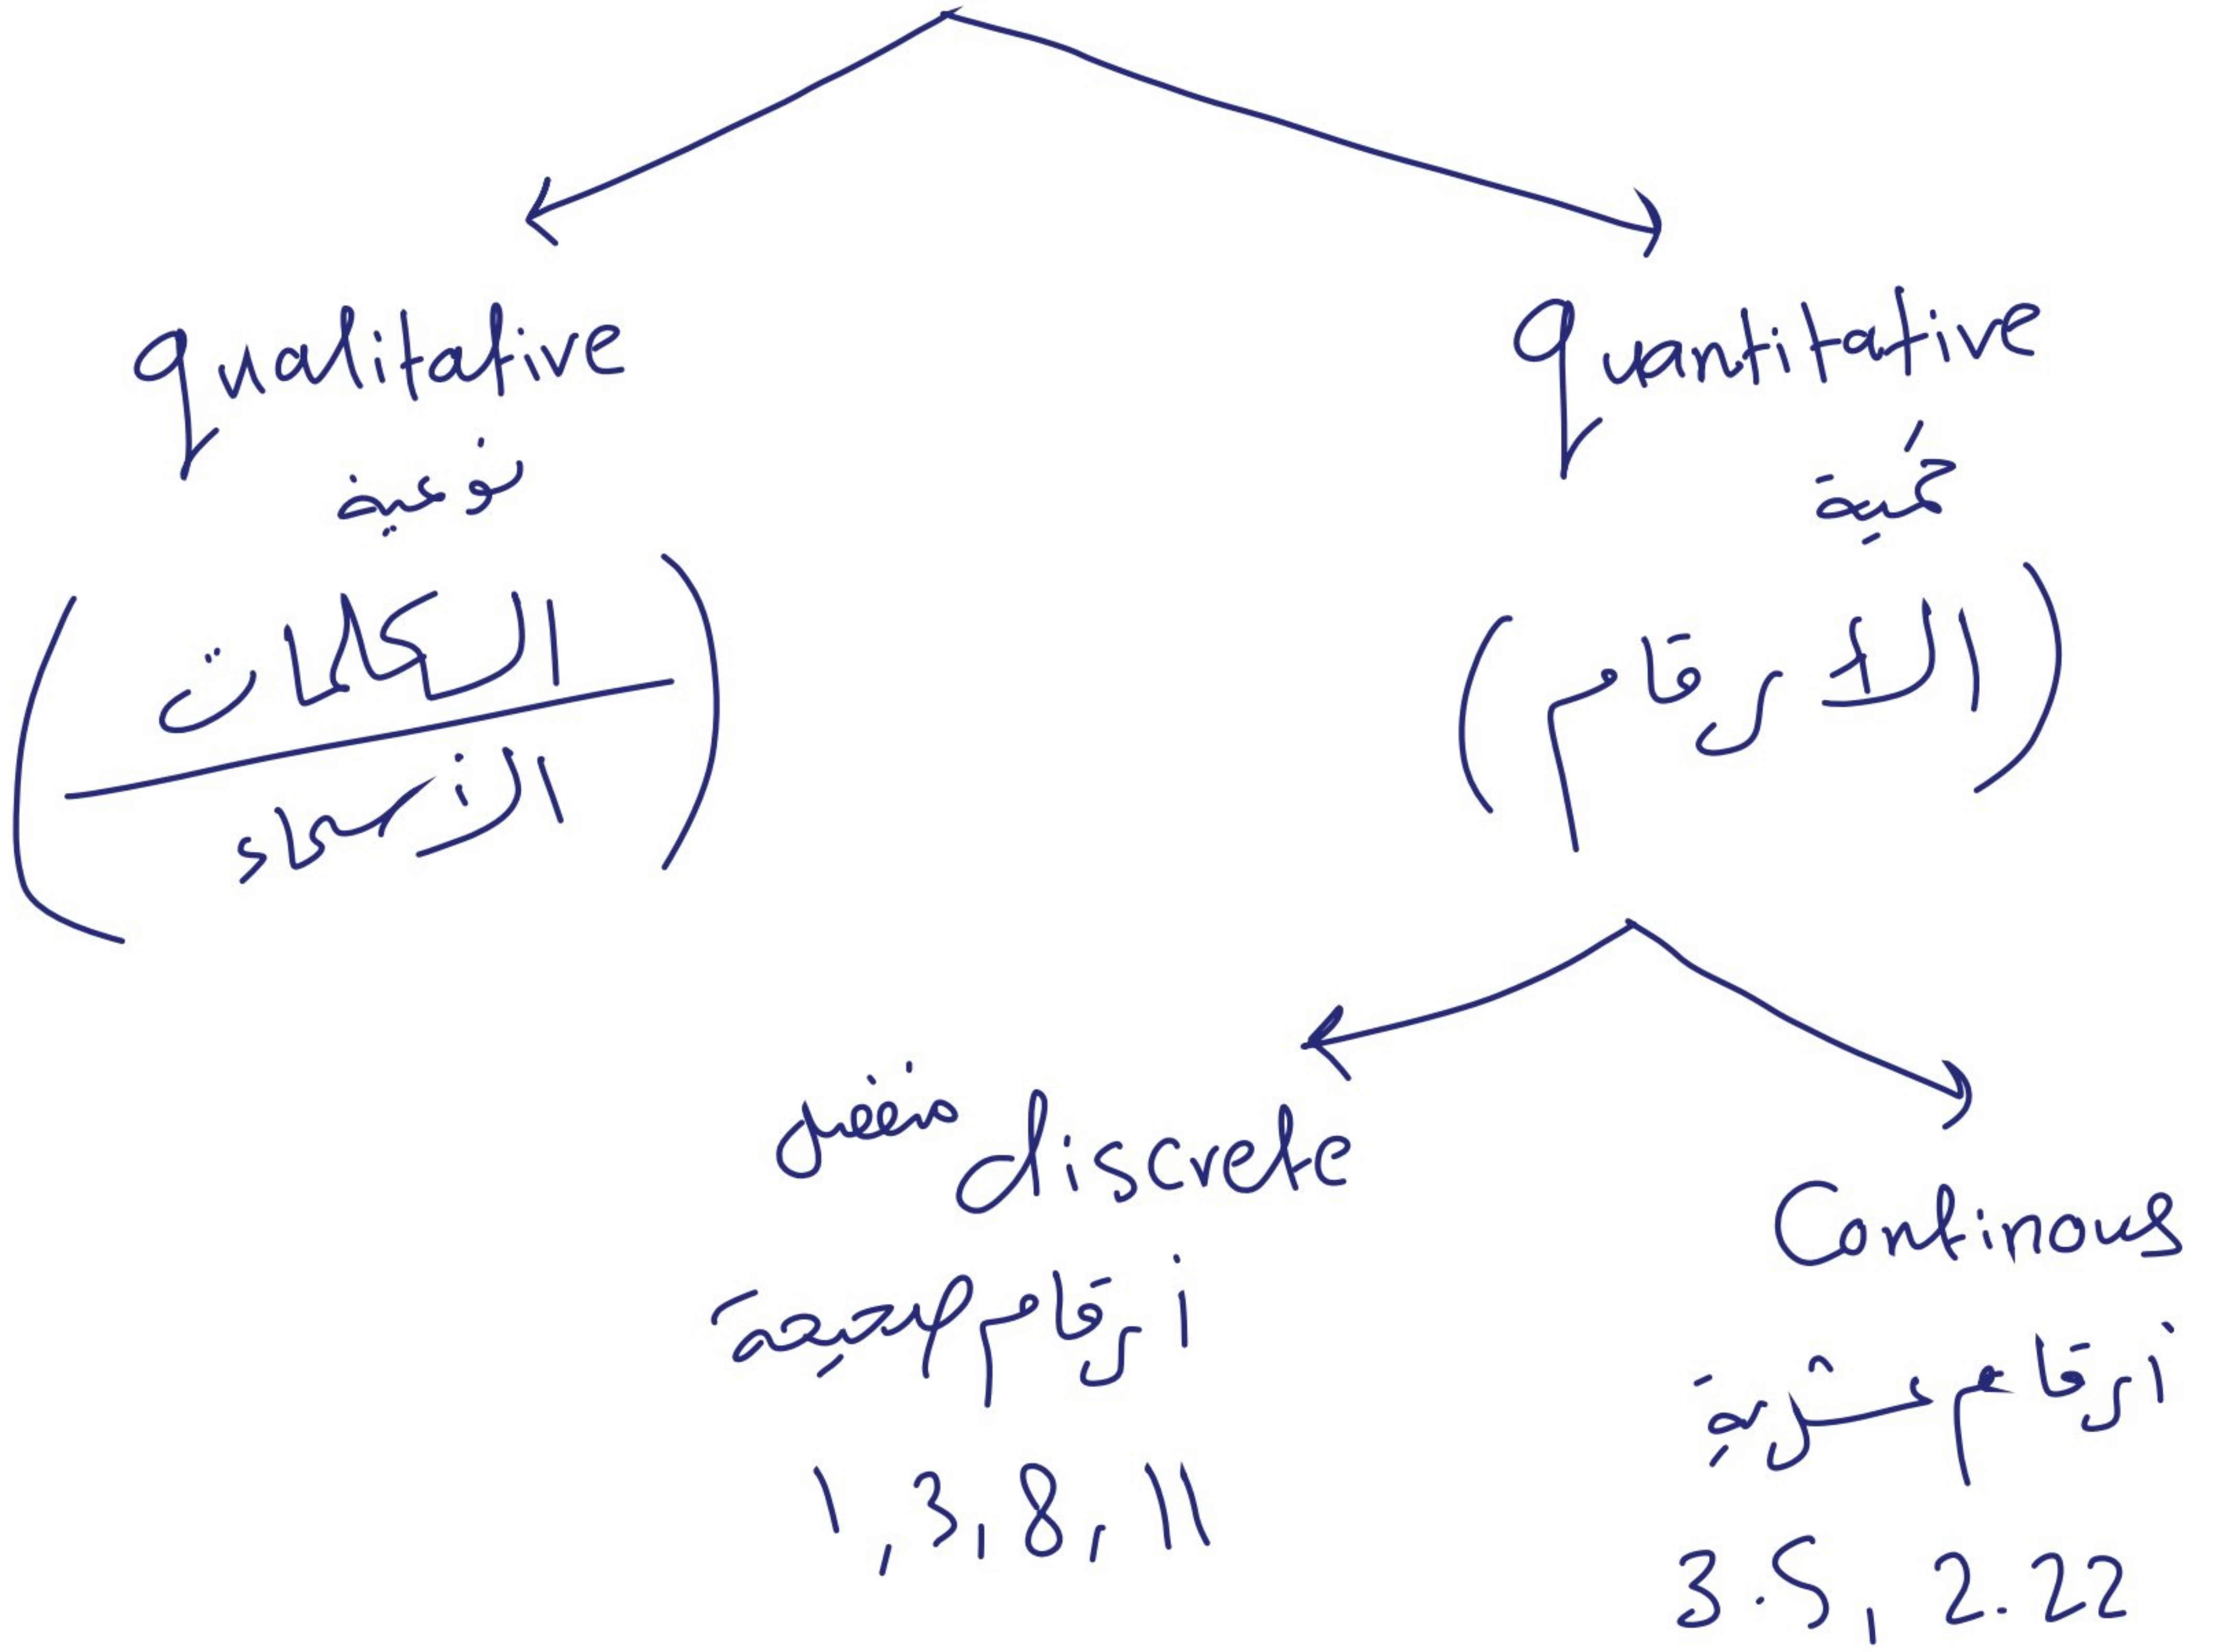 qualitative
نوعية
(الكلمات
الأسماء)
quantitative
كمية
(الارقام)
discrete منفصل
أرقام صحيحة
1, 3, 8, 11
Continous
أرقام عشرية
3.5, 2.22